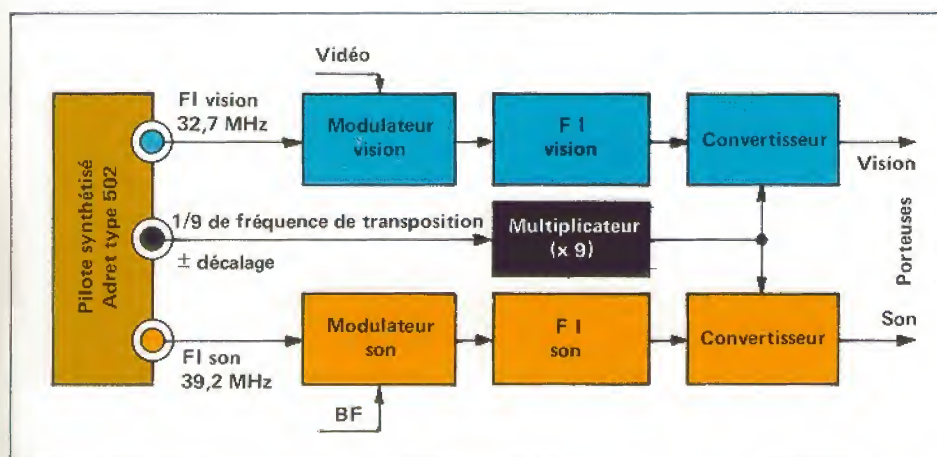 Vidéo
FI vision
32,7 MHz
Modulateur
vision
F I
vision
Convertisseur
Vision
Pilote synthétisé
Adret type 502
1/9 de fréquence de transposition
± décalage
Multiplicateur
(x 9)
Porteuses
FI son
39,2 MHz
Modulateur
son
F I
son
Convertisseur
Son
BF